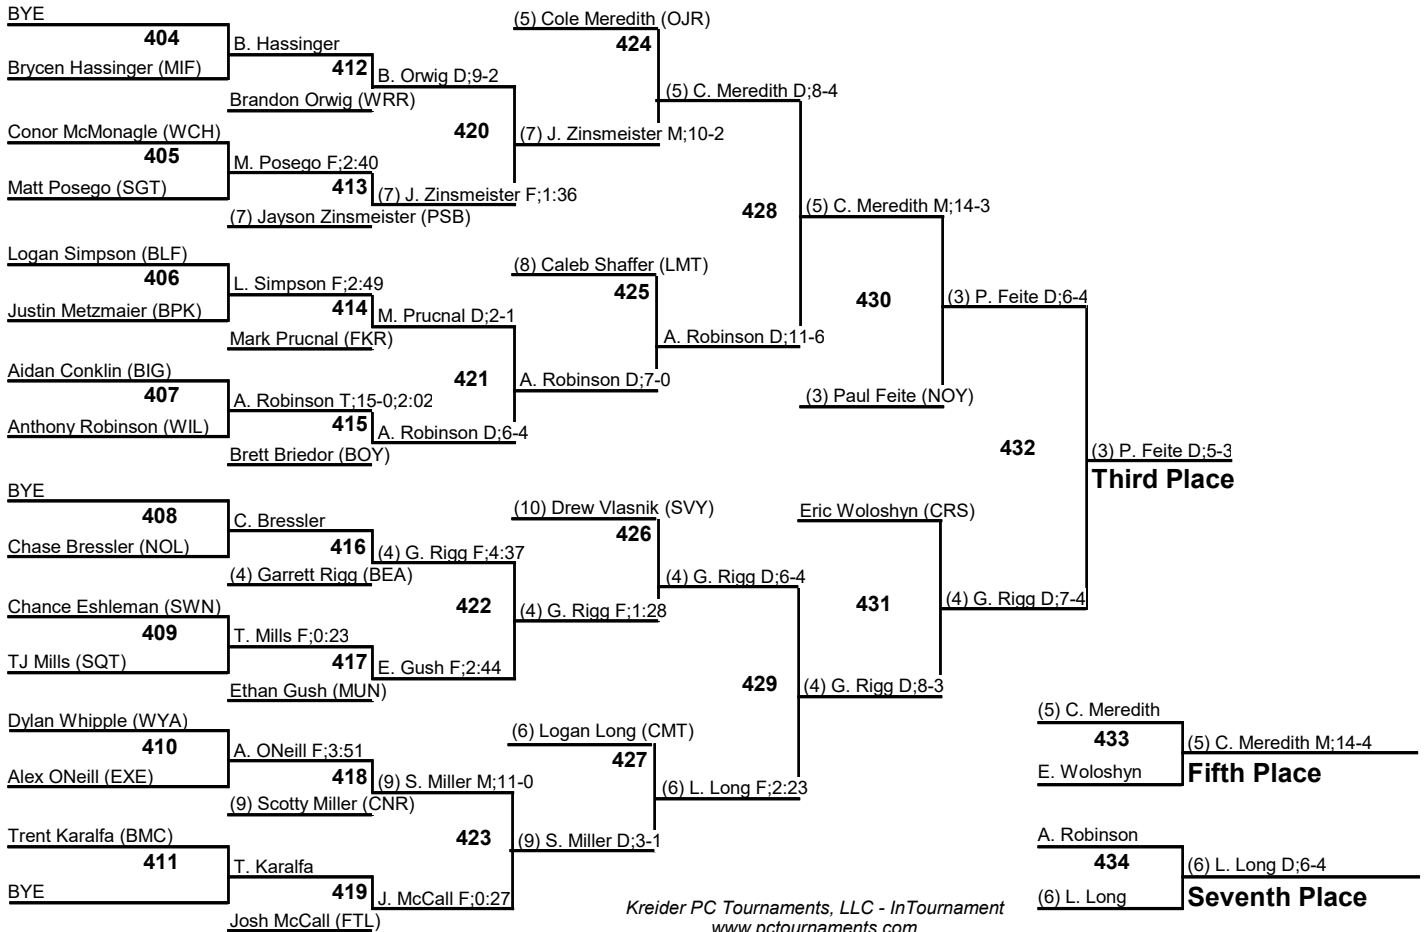 BYE
404
Brycen Hassinger (MIF)
Conor McMonagle (WCH)
405
Matt Posego (SGT)
Logan Simpson (BLF)
406
Justin Metzmaier (BPK)
Aidan Conklin (BIG)
407
Anthony Robinson (WIL)
BYE
408
Chase Bressler (NOL)
Chance Eshleman (SWN)
409
TJ Mills (SQT)
Dylan Whipple (WYA)
410
Alex ONeill (EXE)
Trent Karalfa (BMC)
411
BYE
B. Hassinger
412
Brandon Orwig (WRR)
M. Posego F;2:40
413
(7) Jayson Zinsmeister (PSB)
L. Simpson F;2:49
414
Mark Prucnal (FKR)
A. Robinson T;15-0;2:02
415
Brett Briedor (BOY)
C. Bressler
416
(4) Garrett Rigg (BEA)
T. Mills F;0:23
417
Ethan Gush (MUN)
A. ONeill F;3:51
418
(9) Scotty Miller (CNR)
T. Karalfa
419
Josh McCall (FTL)
B. Orwig D;9-2
420
(7) J. Zinsmeister F;1:36
M. Prucnal D;2-1
421
A. Robinson D;6-4
(4) G. Rigg F;4:37
422
E. Gush F;2:44
(9) S. Miller M;11-0
423
J. McCall F;0:27
(5) Cole Meredith (OJR)
424
(7) J. Zinsmeister M;10-2
(8) Caleb Shaffer (LMT)
425
A. Robinson D;7-0
(10) Drew Vlasnik (SVY)
426
(4) G. Rigg F;1:28
(6) Logan Long (CMT)
427
(9) S. Miller D;3-1
(5) C. Meredith D;8-4
428
A. Robinson D;11-6
(4) G. Rigg D;6-4
429
(6) L. Long F;2:23
(5) C. Meredith M;14-3
430
(3) Paul Feite (NOY)
Eric Woloshyn (CRS)
431
(4) G. Rigg D;8-3
(3) P. Feite D;6-4
432
(4) G. Rigg D;7-4
(3) P. Feite D;5-3
Third Place
(5) C. Meredith
433
E. Woloshyn
(5) C. Meredith M;14-4
Fifth Place
A. Robinson
434
(6) L. Long
(6) L. Long D;6-4
Seventh Place
Kreider PC Tournaments, LLC - InTournament
www.pctournaments.com